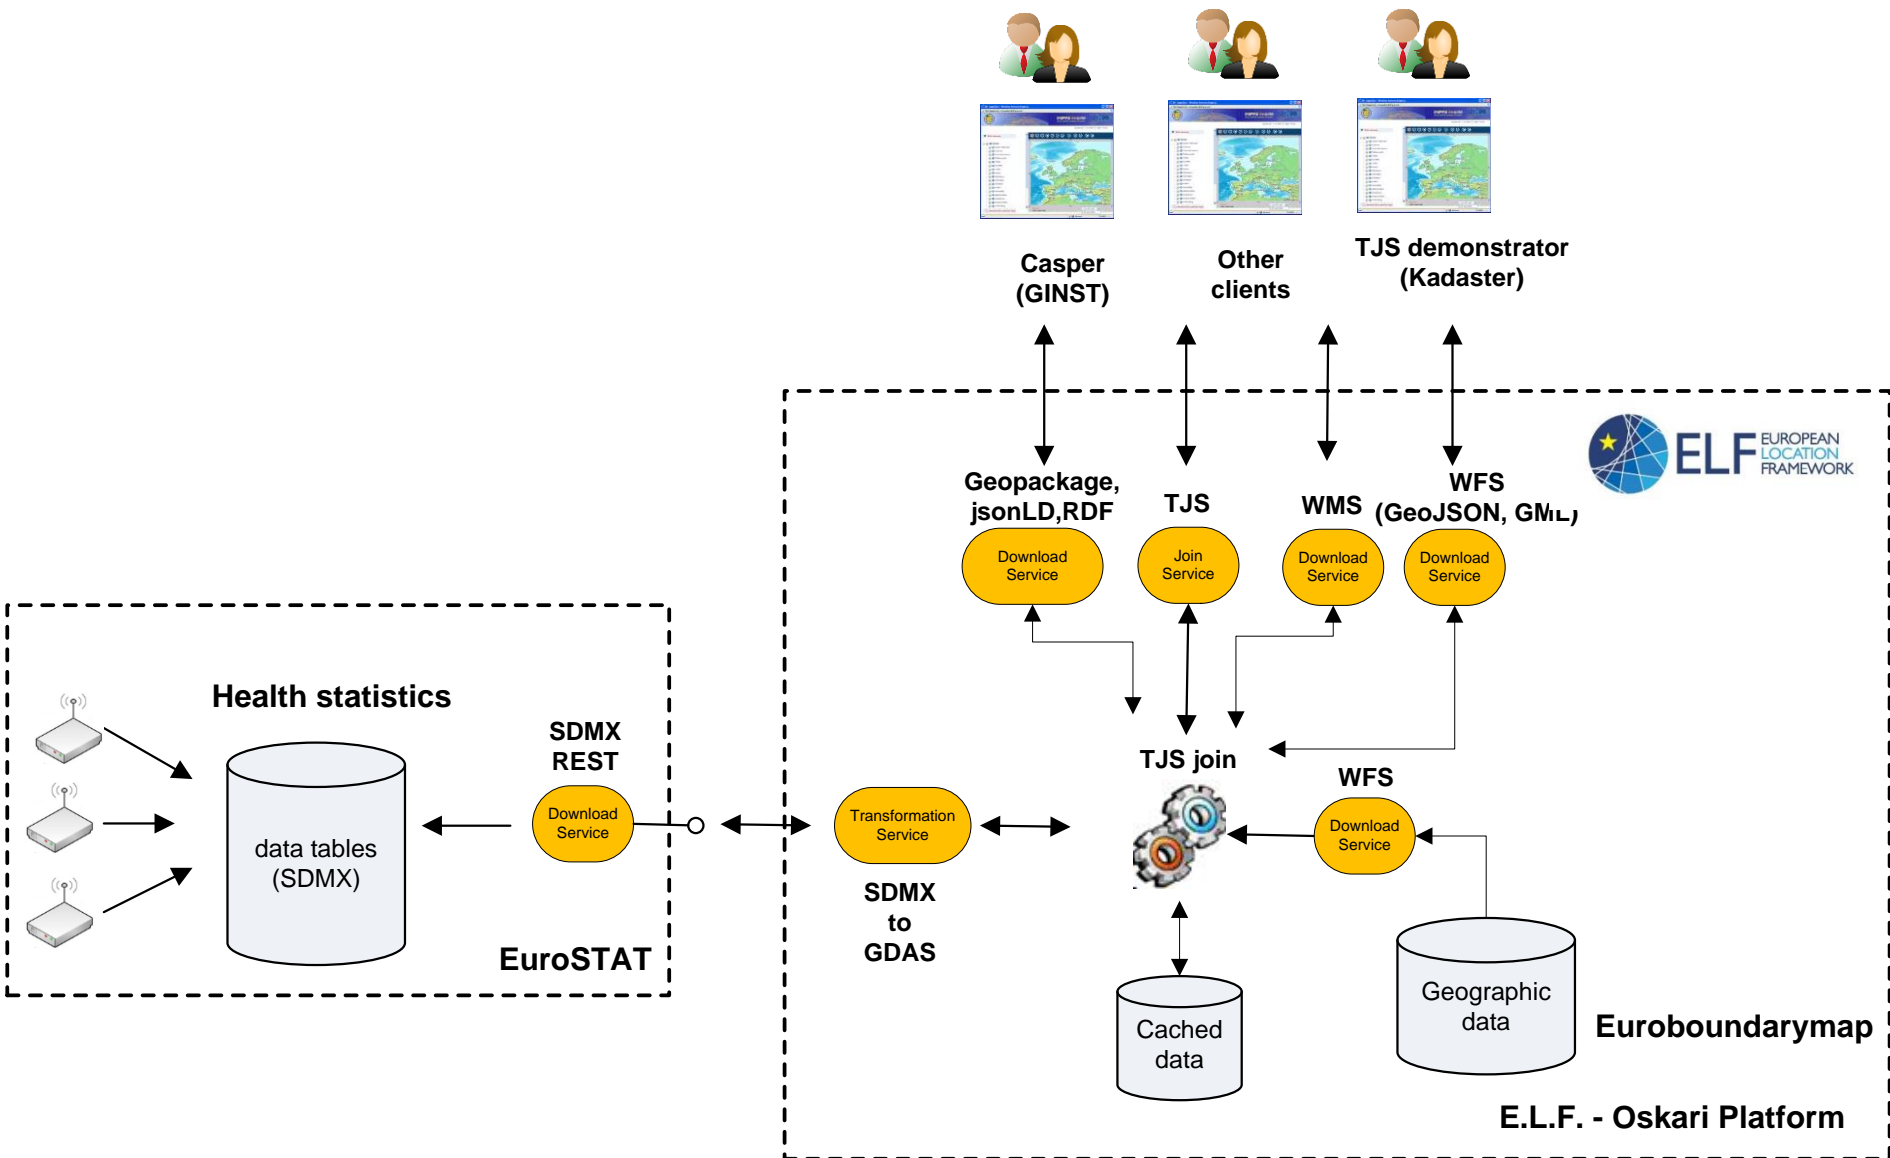 Casper
(GINST)
Other
clients
TJS demonstrator
(Kadaster)
ELF EUROPEAN
LOCATION
FRAMEWORK
Geopackage,
jsonLD,RDF
TJS
WMS
WFS
(GeoJSON, GML)
Download
Service
Join
Service
Download
Service
Download
Service
Health statistics
SDMX
REST
Download
Service
data tables
(SDMX)
EuroSTAT
Transformation
Service
SDMX
to
GDAS
TJS join
WFS
Download
Service
Cached
data
Geographic
data
Euroboundarymap
E.L.F. - Oskari Platform